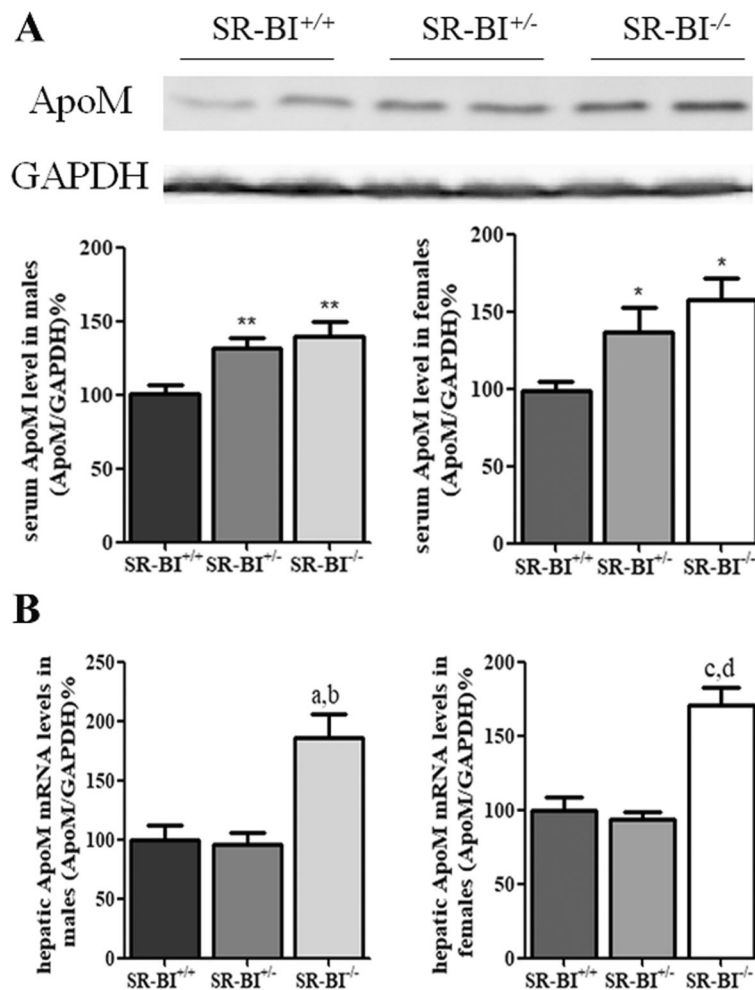 A
SR-BI+/+ SR-BI+/- SR-BI-/-
ApoM
GAPDH
serum ApoM level in males
(ApoM/GAPDH)%
200
150
100
50
0
** **
SR-BI+/+ SR-BI+/- SR-BI-/-
serum ApoM level in females
(ApoM/GAPDH)%
200
150
100
50
0
* *
SR-BI+/+ SR-BI+/- SR-BI-/-
B
hepatic ApoM mRNA levels in
males (ApoM/GAPDH)%
250
200
150
100
50
0
a,b
SR-BI+/+ SR-BI+/- SR-BI-/-
hepatic ApoM mRNA levels in
females (ApoM/GAPDH)%
200
150
100
50
0
c,d
SR-BI+/+ SR-BI+/- SR-BI-/-